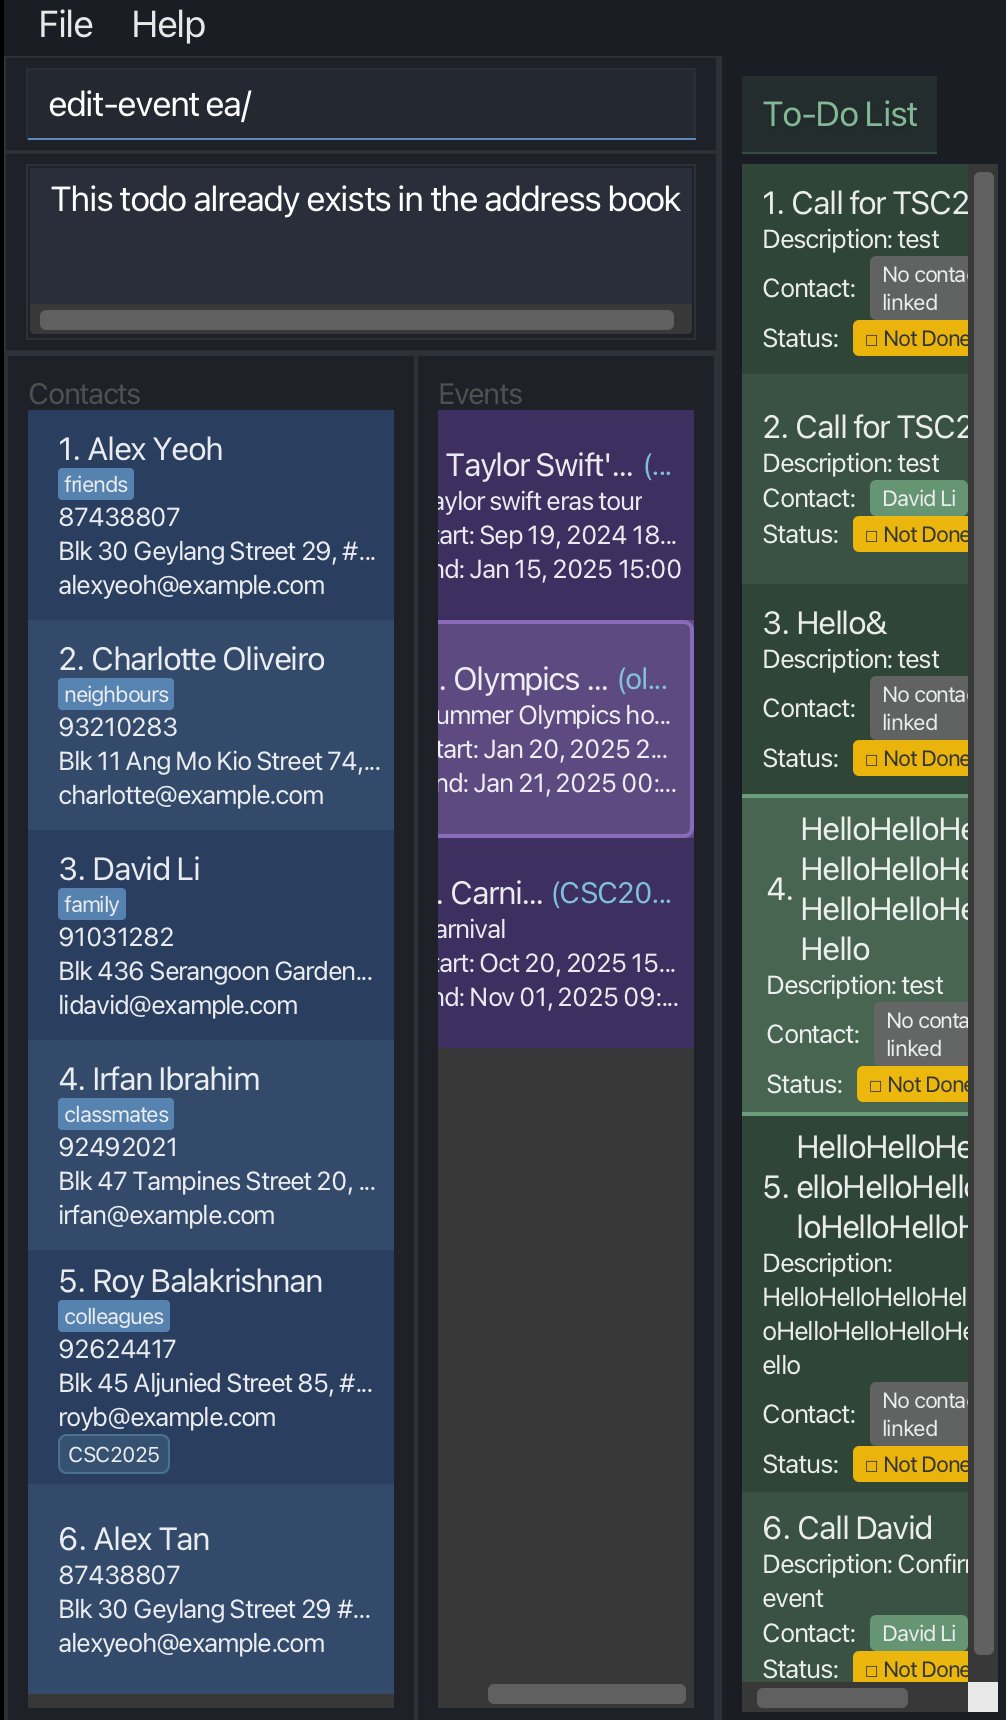 File Help
edit-event ea/
This todo already exists in the address book
Contacts
1. Alex Yeoh
friends
87438807
Blk 30 Geylang Street 29, #...
alexyeoh@example.com
2. Charlotte Oliveiro
neighbours
93210283
Blk 11 Ang Mo Kio Street 74,...
charlotte@example.com
3. David Li
family
91031282
Blk 436 Serangoon Garden...
lidavid@example.com
4. Irfan Ibrahim
classmates
92492021
Blk 47 Tampines Street 20, ...
irfan@example.com
5. Roy Balakrishnan
colleagues
92624417
Blk 45 Aljunied Street 85, #...
royb@example.com
CSC2025
6. Alex Tan
87438807
Blk 30 Geylang Street 29 #...
alexyeoh@example.com
Events
Taylor Swift'... (...
aylor swift eras tour
tart: Sep 19, 2024 18...
nd: Jan 15, 2025 15:00
. Olympics ... (ol...
ummer Olympics ho...
tart: Jan 20, 2025 2...
nd: Jan 21, 2025 00:...
. Carni... (CSC20...
arnival
tart: Oct 20, 2025 15...
nd: Nov 01, 2025 09:...
To-Do List
1. Call for TSC2
Description: test
Contact: No conta
linked
Status: □ Not Done
2. Call for TSC2
Description: test
Contact: David Li
Status: □ Not Done
3. Hello&
Description: test
Contact: No conta
linked
Status: □ Not Done
4. HelloHelloHe
HelloHelloHe
HelloHelloHe
Hello
Description: test
Contact: No conta
linked
Status: □ Not Done
5. HelloHelloHe
elloHelloHello
loHelloHelloH
Description:
HelloHelloHelloHel
oHelloHelloHelloHe
ello
Contact: No conta
linked
Status: □ Not Done
6. Call David
Description: Confirm
event
Contact: David Li
Status: □ Not Done